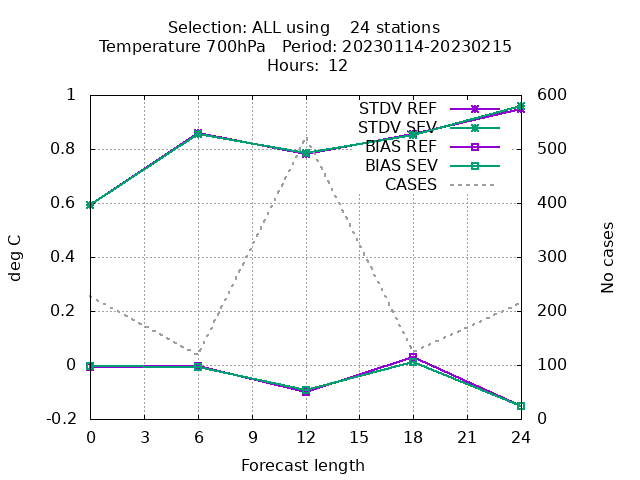 Selection: ALL using    24 stations
Temperature 700hPa   Period: 20230114-20230215
Hours: 12
1
0.8
0.6
0.4
0.2
0
-0.2
deg C
600
500
400
300
200
100
0
No cases
STDV REF
STDV SEV
BIAS REF
BIAS SEV
CASES
0 3 6 9 12 15 18 21 24
Forecast length